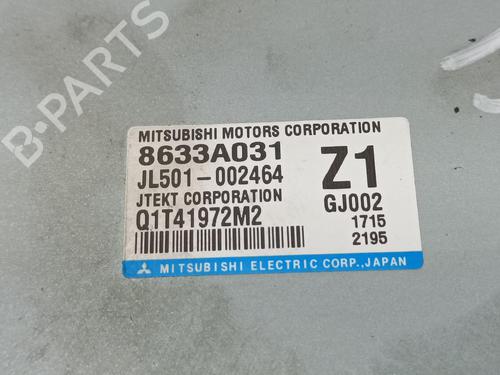 B-PARTS
MITSUBISHI MOTORS CORPORATION
8633A031
JL501-002464
Z1
JTEKT CORPORATION
GJ002
Q1T41972M2
1715
2195
MITSUBISHI ELECTRIC CORP., JAPAN